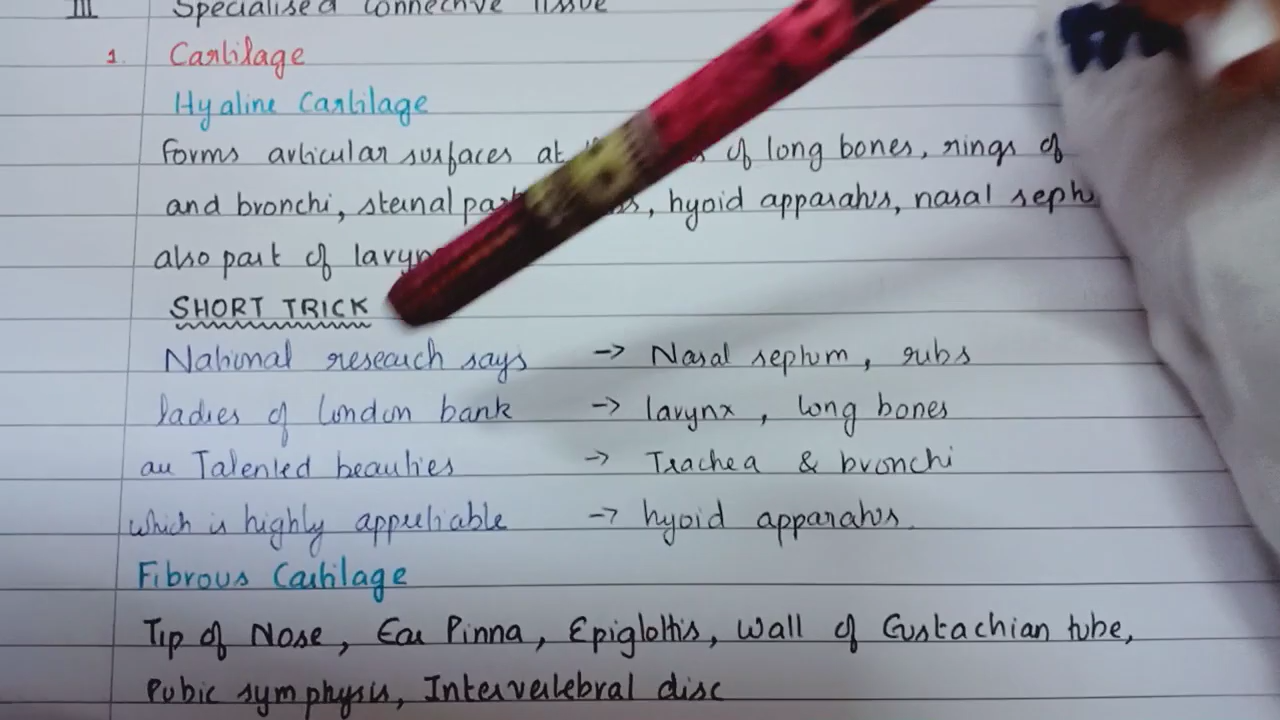 III Specialised Connective Tissue
1. Cartilage
Hyaline Cartilage
forms articular surfaces at of long bones, rings of
and bronchi, sternal part , hyoid apparatus, nasal sept
also part of laryn
SHORT TRICK
National research says -> Nasal septum, ribs
ladies of london bank -> larynx, long bones
are Talented beauties -> Trachea & bronchi
which is highly appreliable -> hyoid apparatus.
Fibrous Cartilage
Tip of Nose, Ear Pinna, Epiglottis, Wall of Eustachian tube,
Pubic symphysis, Intervertebral disc